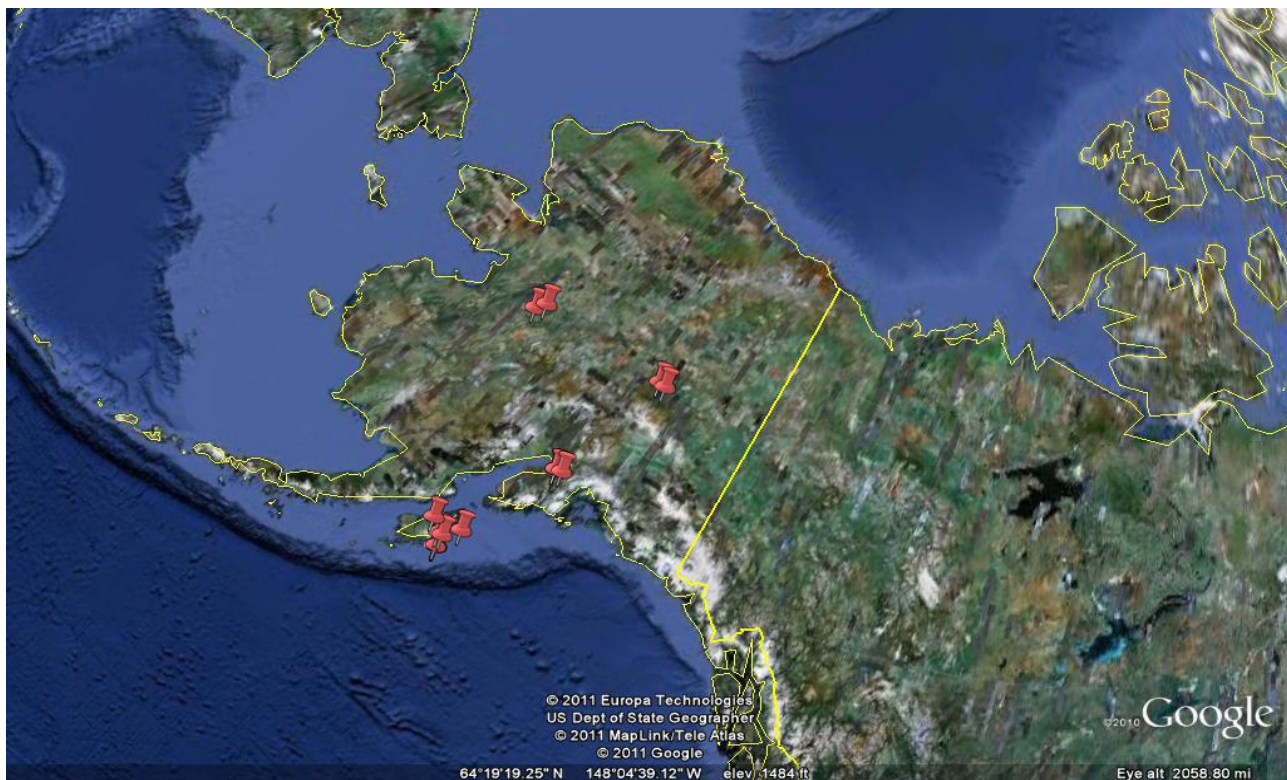 © 2011 Europa Technologies
US Dept of State Geographer
© 2011 MapLink/Tele Atlas
© 2011 Google
©2010 Google
64°19'19.25" N 148°04'39.12" W elev 1484 ft Eye alt 2058.80 mi